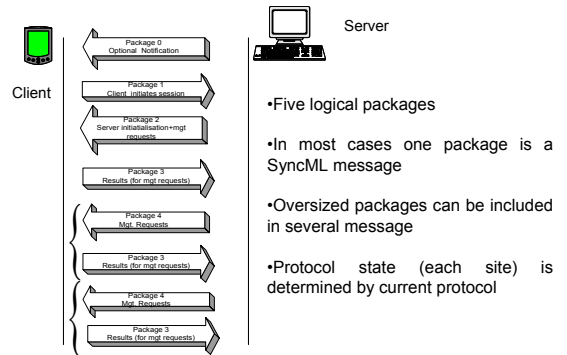 Server
Client
Package 0
Optional Notification
Package 1
Client initiates session
Package 2
Server initiatialisation+mgt
requests
Package 3
Results (for mgt requests)
Package 4
Mgt. Requests
Package 3
Results (for mgt requests)
Package 4
Mgt. Requests
Package 3
Results (for mgt requests)
•Five logical packages
•In most cases one package is a
SyncML message
•Oversized packages can be included
in several message
•Protocol state (each site) is
determined by current protocol